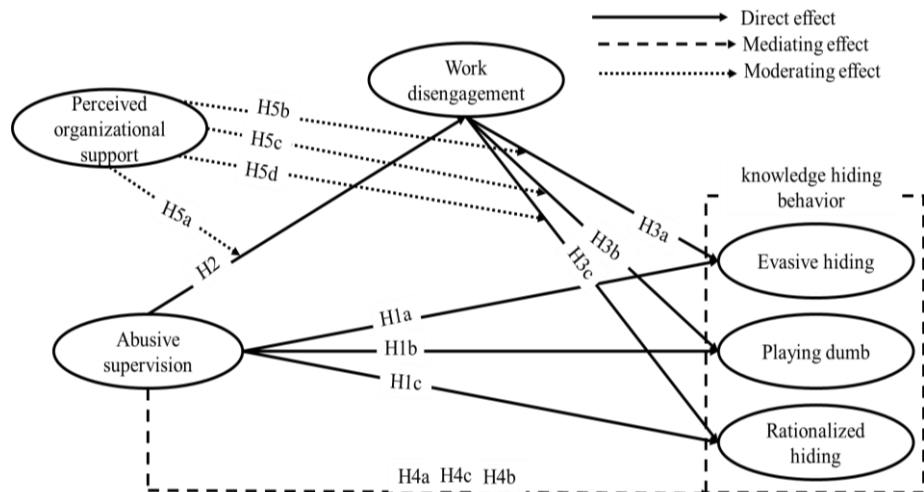 Direct effect
Mediating effect
Moderating effect
Work
disengagement
Perceived
organizational
support
H5b
H5c
H5d
H5a
H2
knowledge hiding
behavior
H3a
H3b
H3c
Evasive hiding
H1a
Abusive
supervision
H1b
Playing dumb
H1c
Rationalized
hiding
H4a H4c H4b